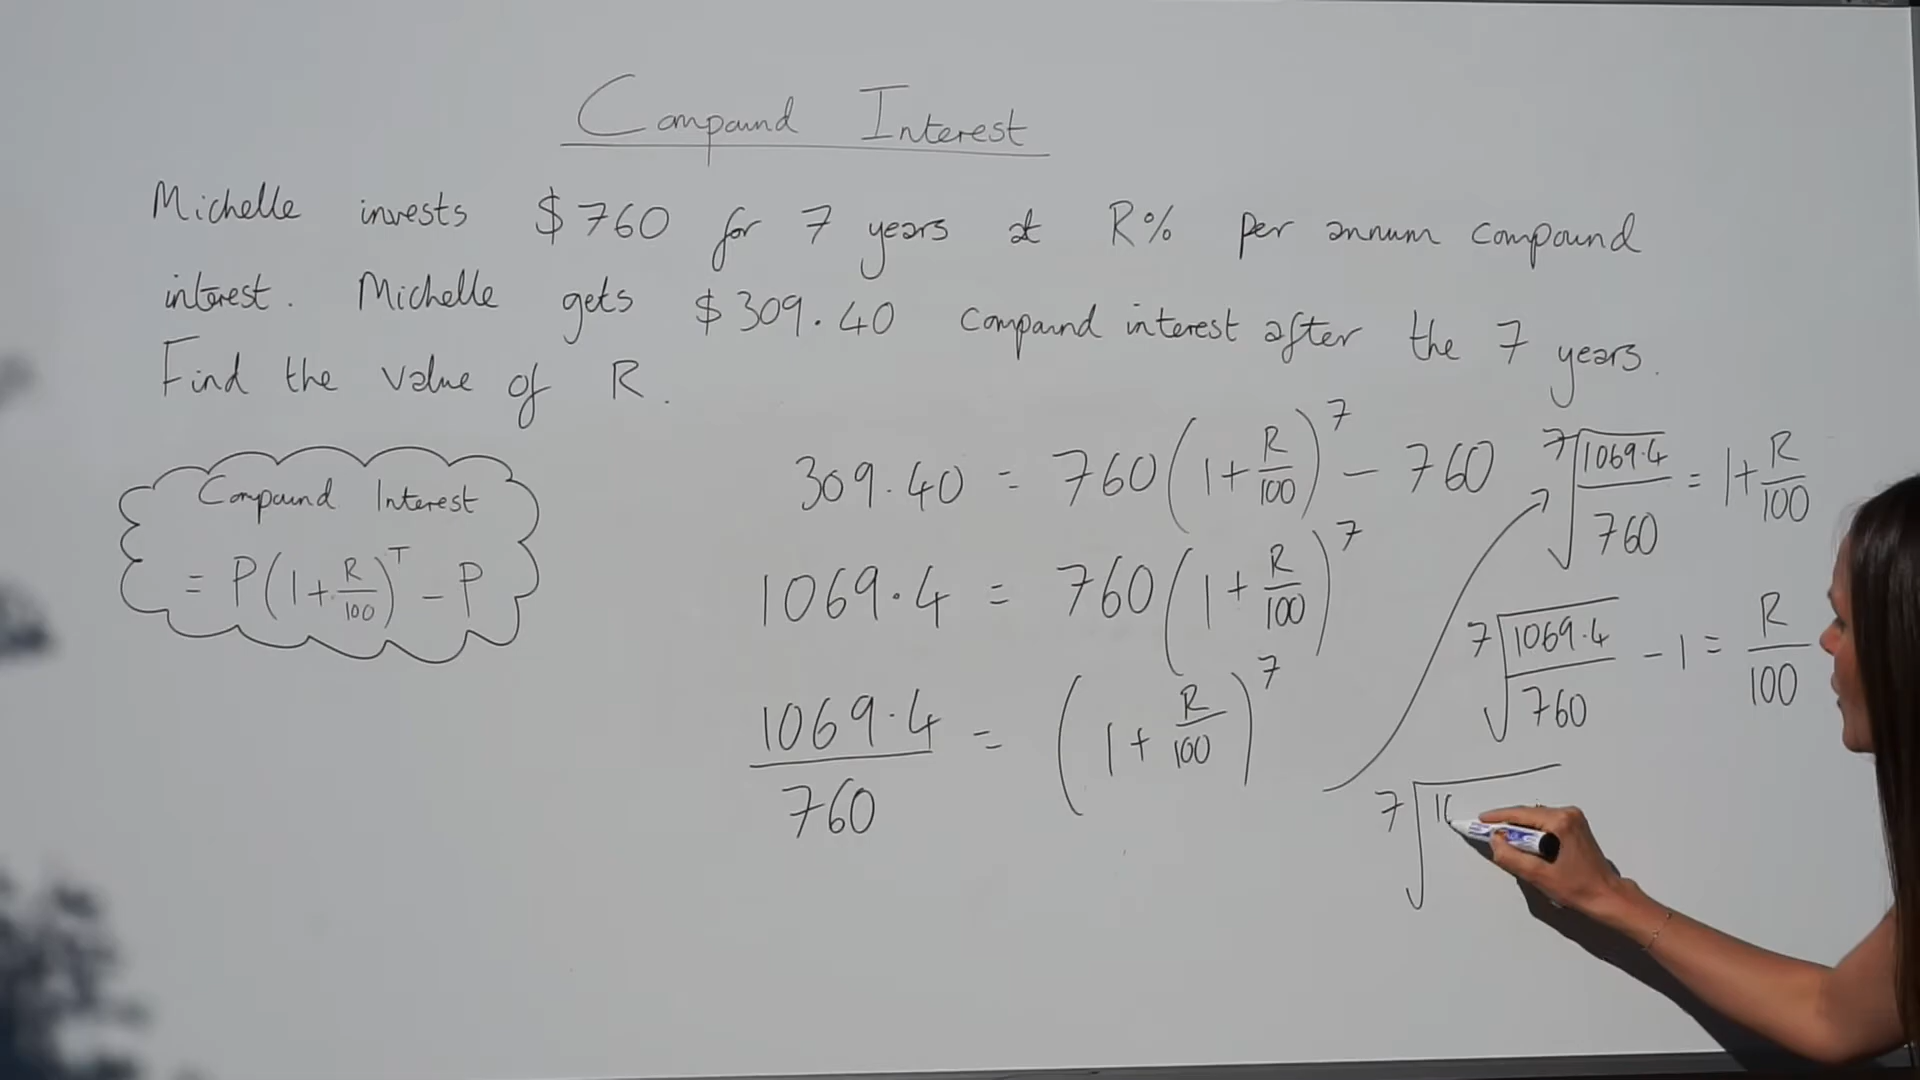 Compound Interest
Michelle invests $760 for 7 years at R% per annum compound
interest. Michelle gets $309.40 compound interest after the 7 years.
Find the value of R.
Compound Interest
= P(1+R/100)^T - P
309.40 = 760(1+R/100)^7 - 760
1069.4 = 760(1+R/100)^7
1069.4/760 = (1+R/100)^7
7√(1069.4/760) = 1+R/100
7√(1069.4/760) - 1 = R/100
7√10